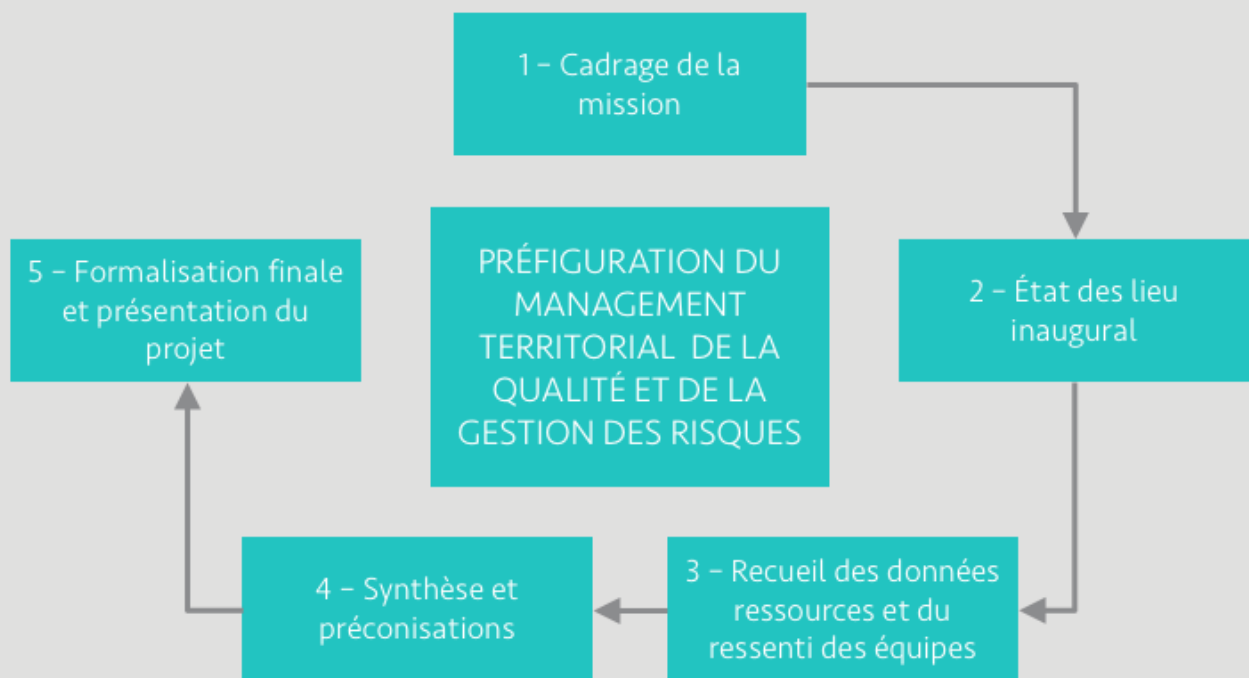 1 – Cadrage de la
mission
PRÉFIGURATION DU
MANAGEMENT
TERRITORIAL DE LA
QUALITÉ ET DE LA
GESTION DES RISQUES
2 – État des lieu
inaugural
3 – Recueil des données
ressources et du
ressenti des équipes
4 – Synthèse et
préconisations
5 – Formalisation finale
et présentation du
projet